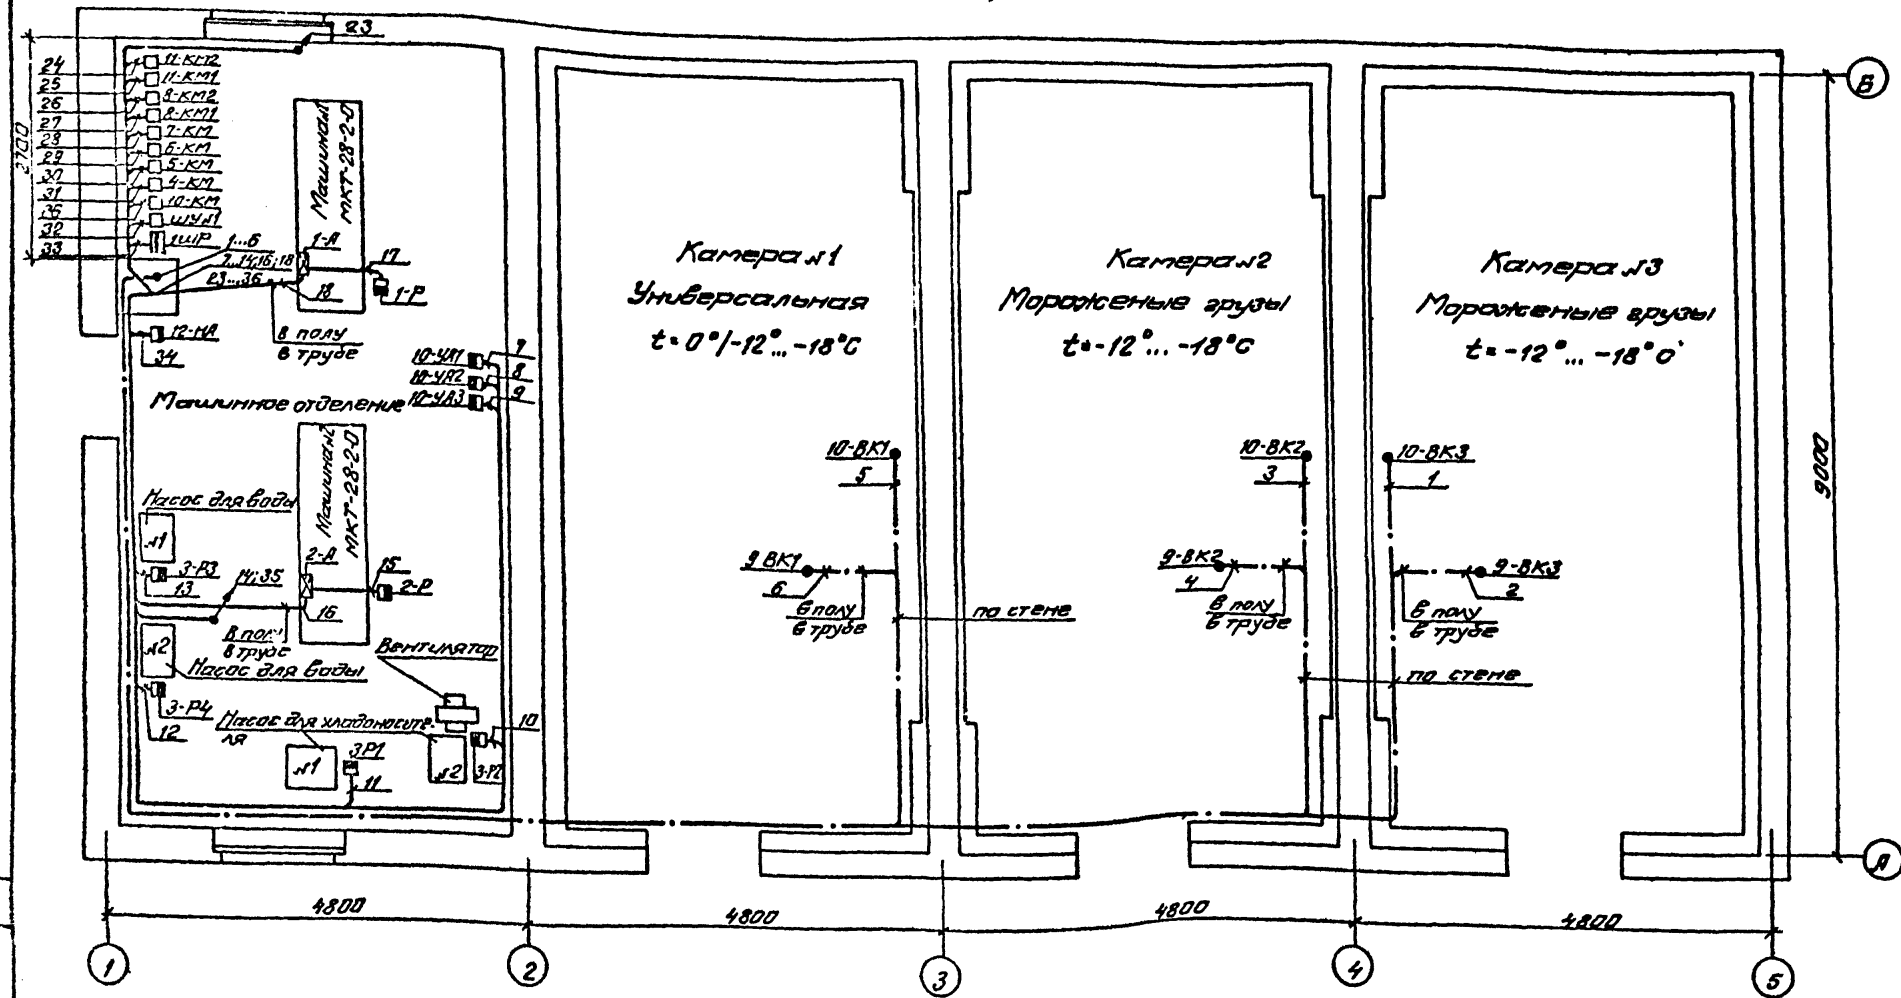 23
24
25
26
27
28
29
30
31
36
32
33
2700
11-КМ2
11-КМ1
8-КМ2
8-КМ1
7-КМ
6-КМ
5-КМ
4-КМ
10-КМ
ШУ№1
1ШР
1...6
7...14;16;18
23...36
Машина №1
МКТ-28-2-0
1-А
17
1-Р
18
в полу
в трубе
12-МА
34
10-УА1
7
10-УА2
8
10-УА3
9
Машинное отделение
Машина №2
МКТ-28-2-0
Насос для воды
№1
3-Р3
13
14;35
2-А
15
2-Р
16
в полу
в трубе
№2
Насос для воды
3-Р4
12
Вентилятор
Насос для хладоносите-
ля
№1
3Р1
11
№2
3-Р2
10
Камера №1
Универсальная
t=0°/-12°...-18°С
10-ВК1
5
9ВК1
6
в полу
в трубе
по стене
Камера №2
Мороженые грузы
t=-12°...-18°С
10-ВК2
3
9-ВК2
4
в полу
в трубе
Камера №3
Мороженые грузы
t=-12°...-18°С
10-ВК3
1
9-ВК3
2
в полу
в трубе
по стене
Б
9000
А
4800
4800
4800
4800
1
2
3
4
5